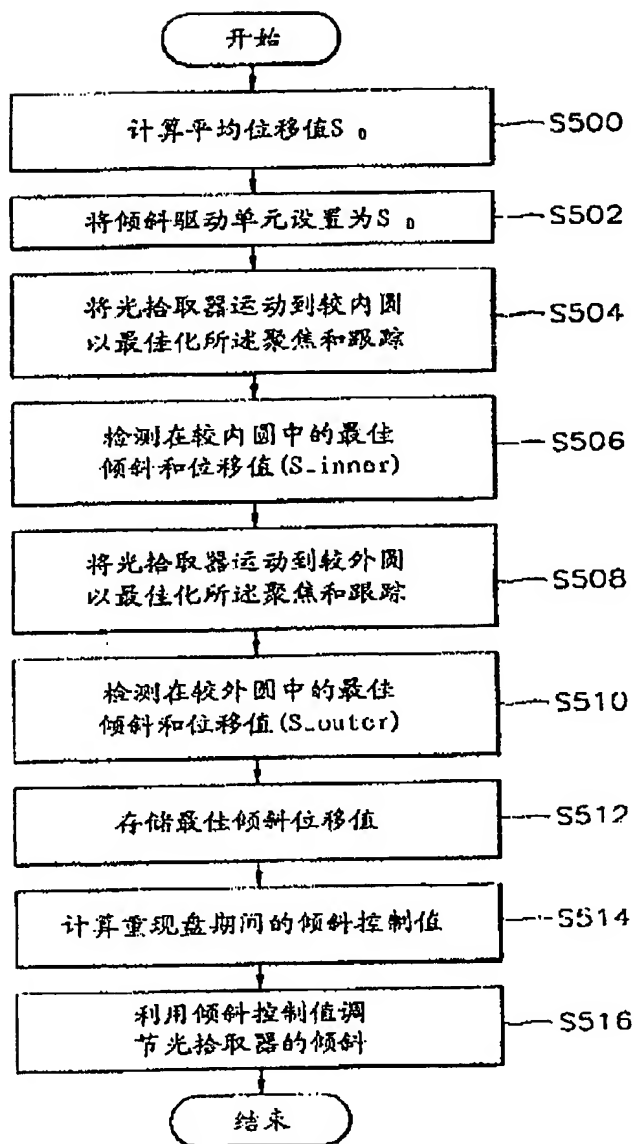 开始
计算平均位移值S₀
S500
将倾斜驱动单元设置为S₀
S502
将光拾取器运动到较内圆
以最佳化所述聚焦和跟踪
S504
检测在较内圆中的最佳
倾斜和位移值(S_inner)
S506
将光拾取器运动到较外圆
以最佳化所述聚焦和跟踪
S508
检测在较外圆中的最佳
倾斜和位移值(S_outer)
S510
存储最佳倾斜位移值
S512
计算重现盘期间的倾斜控制值
S514
利用倾斜控制值调
节光拾取器的倾斜
S516
结束